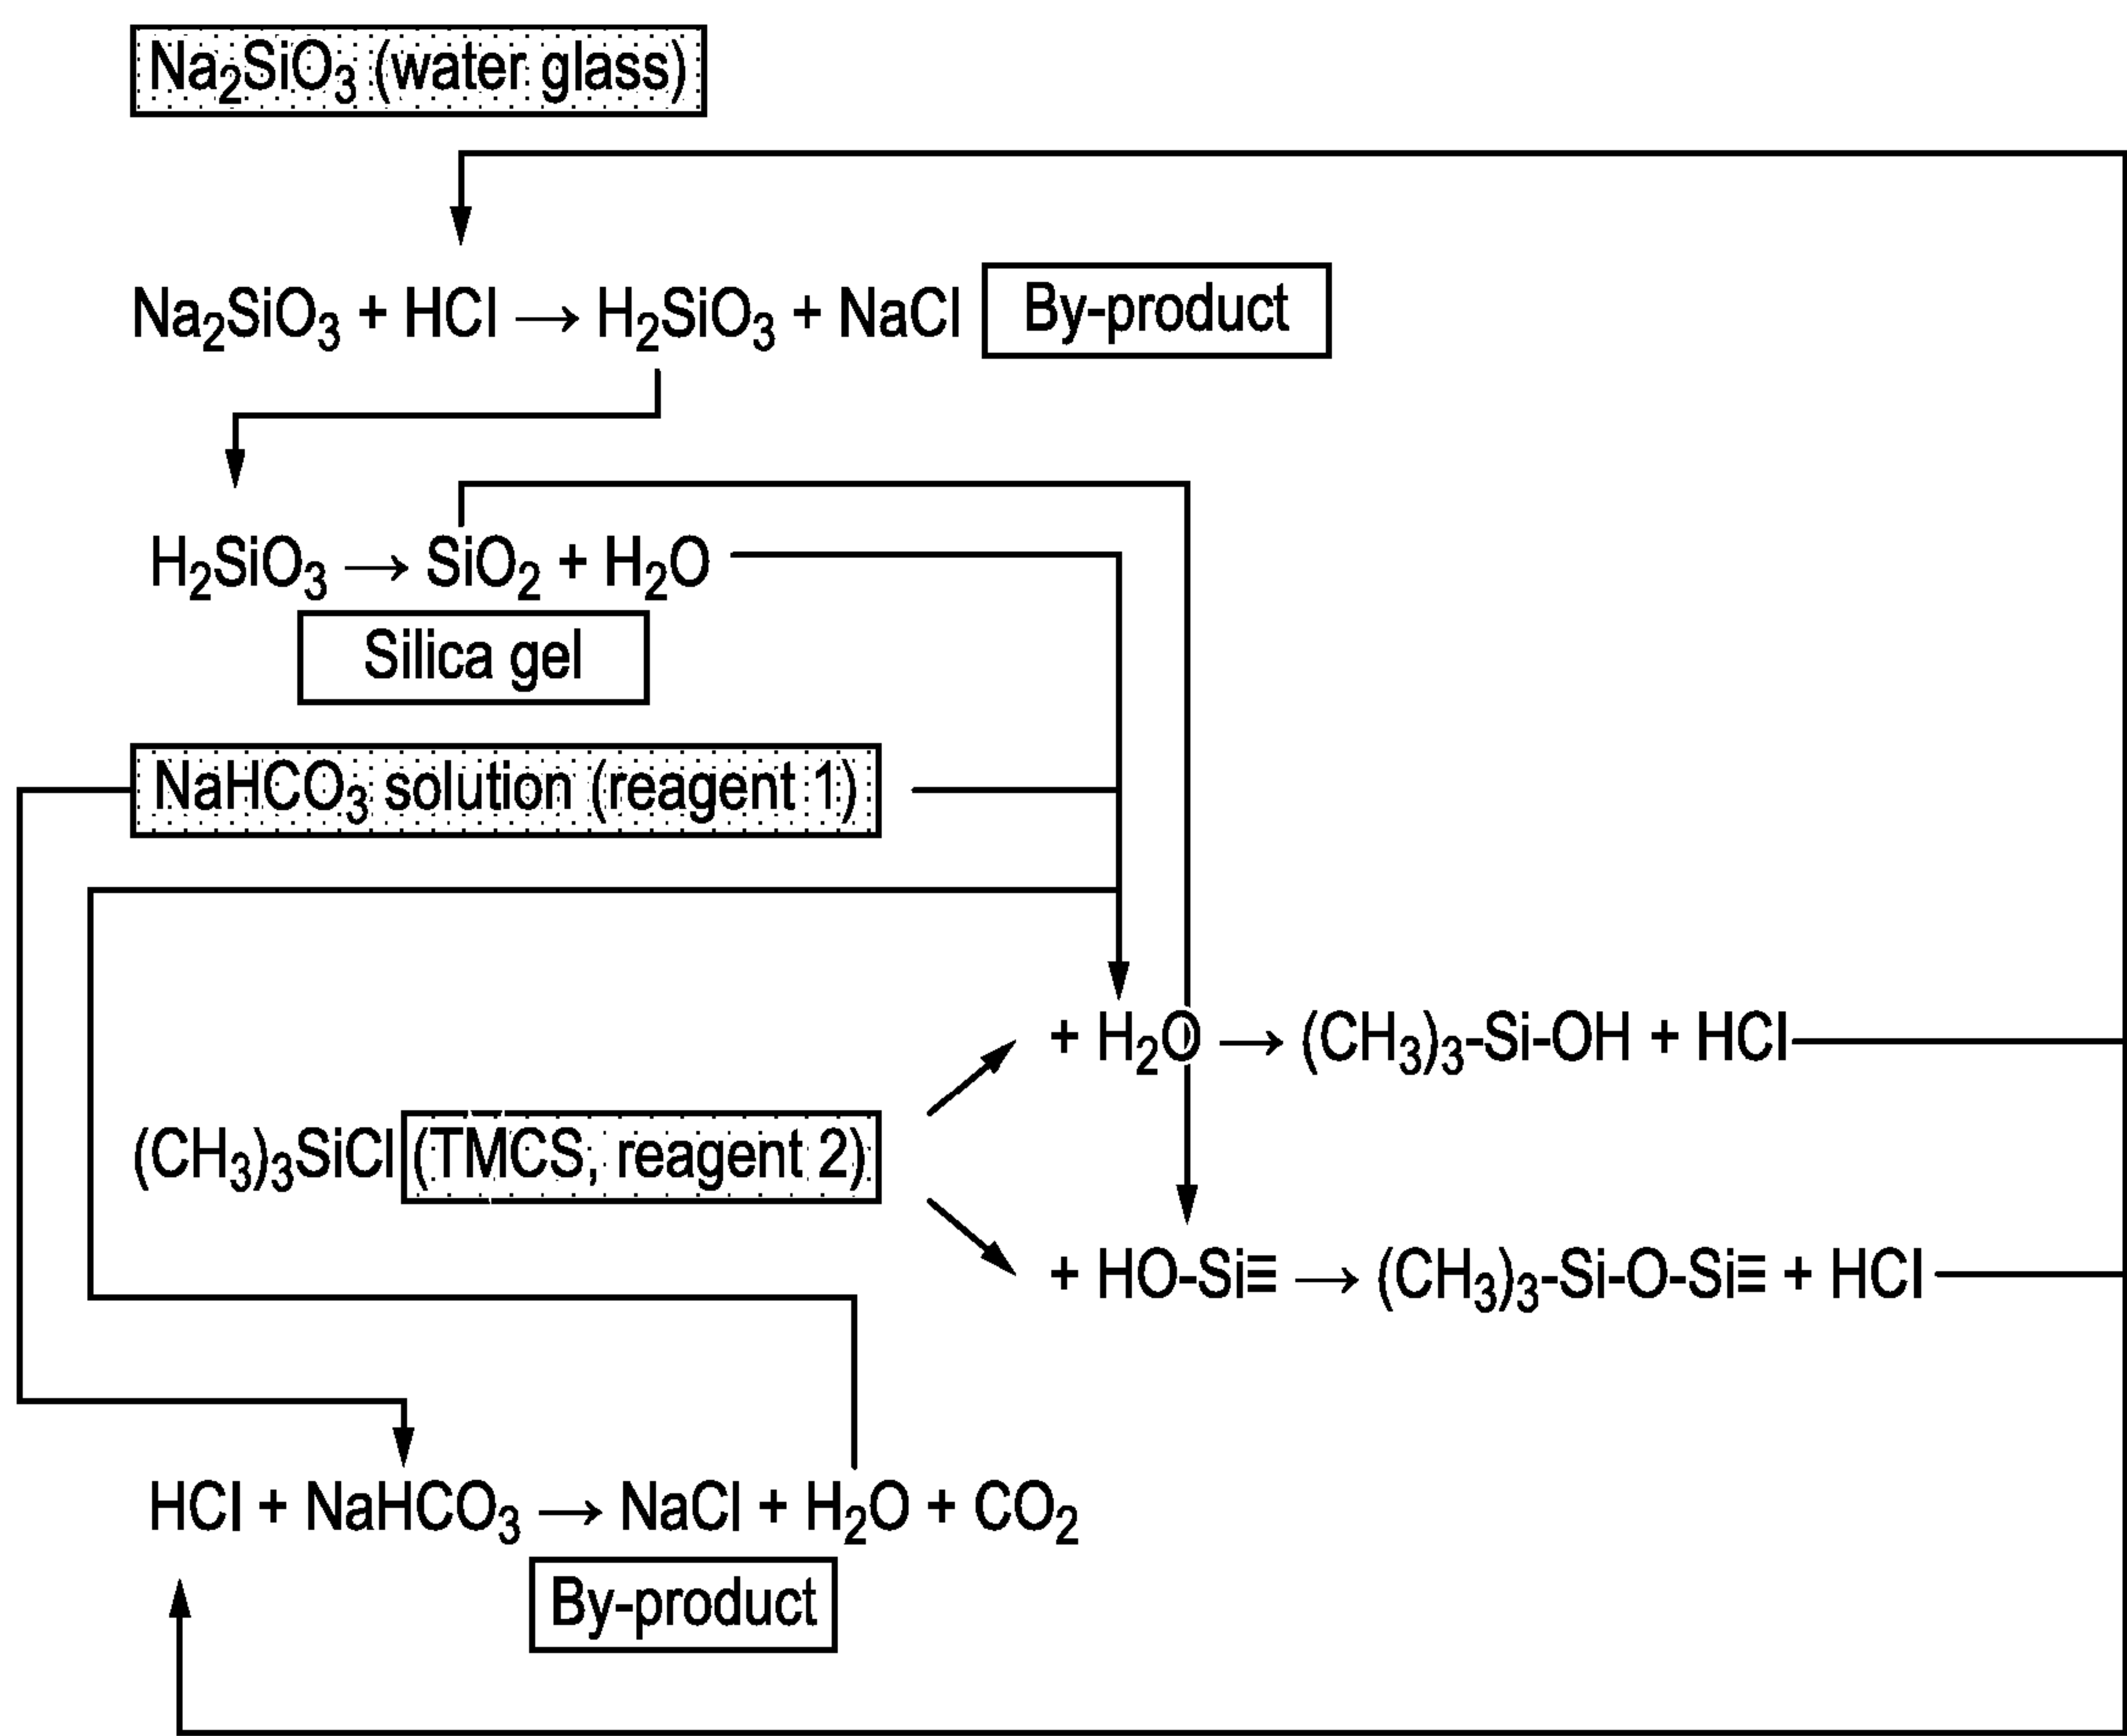 Na₂SiO₃ (water glass)
Na₂SiO₃ + HCl → H₂SiO₃ + NaCl By-product
H₂SiO₃ → SiO₂ + H₂O
Silica gel
NaHCO₃ solution (reagent 1)
+ H₂O → (CH₃)₃-Si-OH + HCl
(CH₃)₃SiCl (TMCS, reagent 2)
+ HO-Si≡ → (CH₃)₃-Si-O-Si≡ + HCl
HCl + NaHCO₃ → NaCl + H₂O + CO₂
By-product